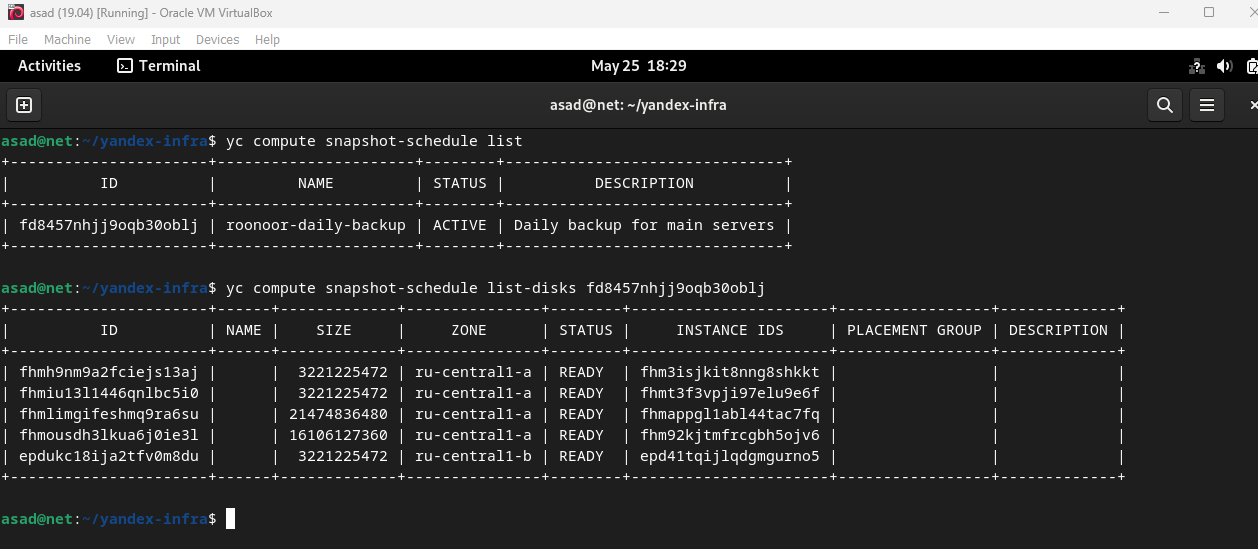 asad (19.04) [Running] - Oracle VM VirtualBox
File Machine View Input Devices Help
Activities Terminal May 25 18:29
asad@net: ~/yandex-infra
asad@net:~/yandex-infra$ yc compute snapshot-schedule list
+----------------------+----------------------+--------+-------------------------------+
| ID | NAME | STATUS | DESCRIPTION |
+----------------------+----------------------+--------+-------------------------------+
| fd8457nhjj9oqb30oblj | roonoor-daily-backup | ACTIVE | Daily backup for main servers |
+----------------------+----------------------+--------+-------------------------------+
asad@net:~/yandex-infra$ yc compute snapshot-schedule list-disks fd8457nhjj9oqb30oblj
+----------------------+------+-------------+---------------+--------+----------------------+-----------------+-------------+
| ID | NAME | SIZE | ZONE | STATUS | INSTANCE IDS | PLACEMENT GROUP | DESCRIPTION |
+----------------------+------+-------------+---------------+--------+----------------------+-----------------+-------------+
| fhmh9nm9a2fciejs13aj | | 3221225472 | ru-central1-a | READY | fhm3isjkit8nng8shkkt | | |
| fhmiu13l1446qnlbc5i0 | | 3221225472 | ru-central1-a | READY | fhmt3f3vpji97elu9e6f | | |
| fhmlimgifeshmq9ra6su | | 21474836480 | ru-central1-a | READY | fhmappgl1abl44tac7fq | | |
| fhmousdh3lkua6j0ie3l | | 16106127360 | ru-central1-a | READY | fhm92kjtmfrcgbh5ojv6 | | |
| epdukc18ija2tfv0m8du | | 3221225472 | ru-central1-b | READY | epd41tqijlqdgmgurno5 | | |
+----------------------+------+-------------+---------------+--------+----------------------+-----------------+-------------+
asad@net:~/yandex-infra$